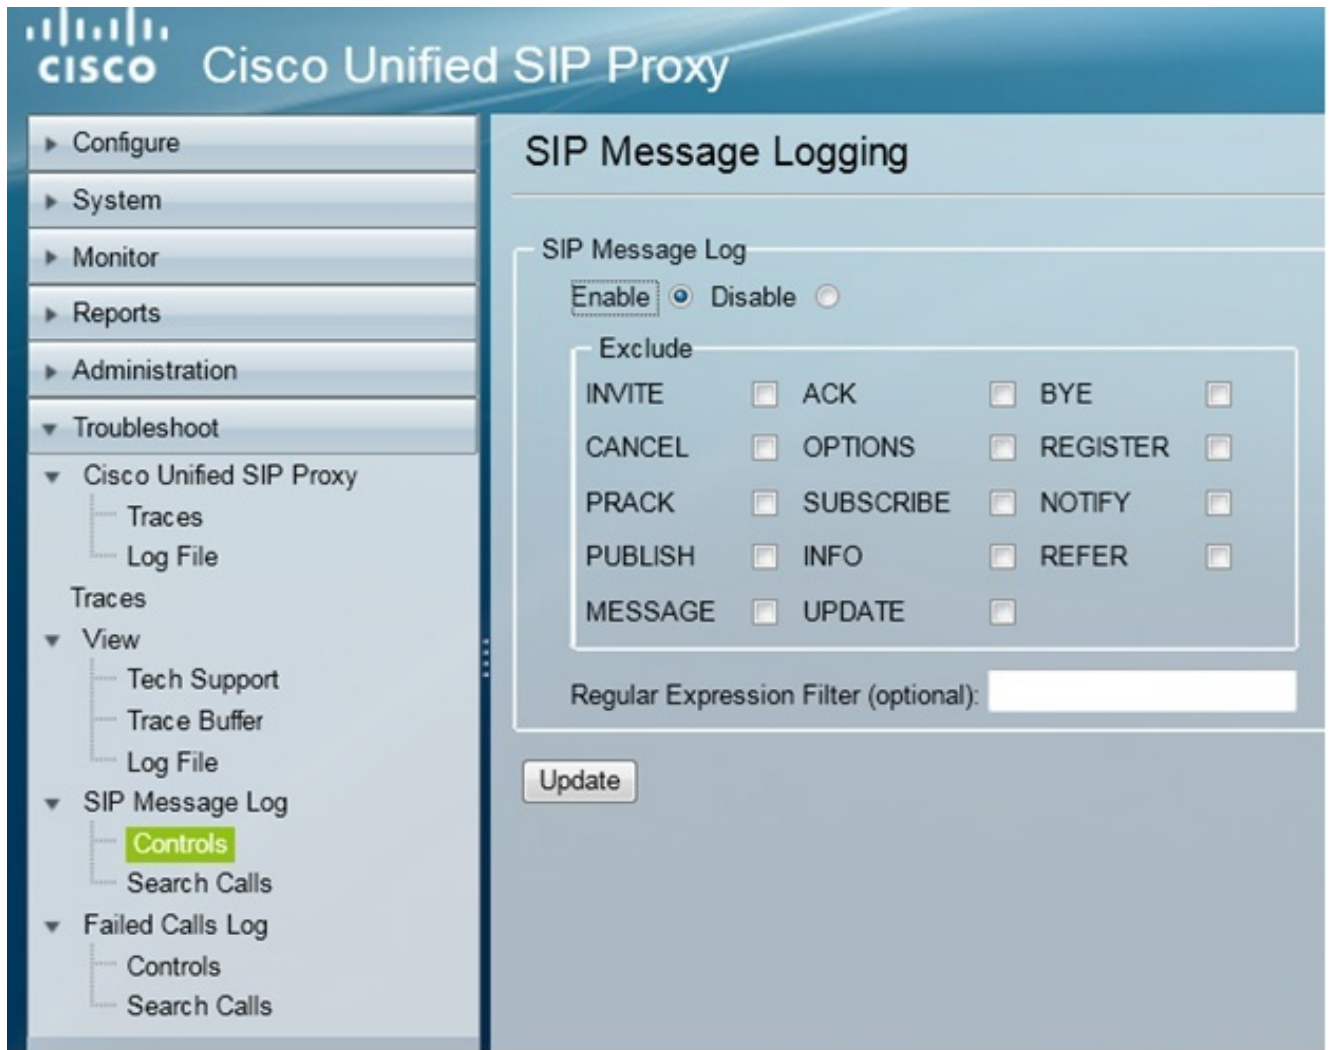 CISCO
Cisco Unified SIP Proxy
Configure
System
Monitor
Reports
Administration
Troubleshoot
Cisco Unified SIP Proxy
Traces
Log File
Traces
View
Tech Support
Trace Buffer
Log File
SIP Message Log
Controls
Search Calls
Failed Calls Log
Controls
Search Calls
SIP Message Logging
SIP Message Log
Enable Disable
Exclude
INVITE ACK BYE
CANCEL OPTIONS REGISTER
PRACK SUBSCRIBE NOTIFY
PUBLISH INFO REFER
MESSAGE UPDATE
Regular Expression Filter (optional):
Update